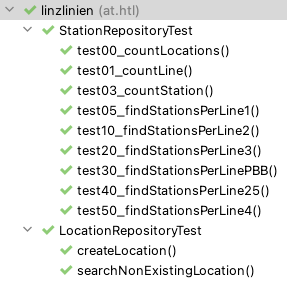 linzlinien (at.htl)
StationRepositoryTest
test00_countLocations()
test01_countLine()
test03_countStation()
test05_findStationsPerLine1()
test10_findStationsPerLine2()
test20_findStationsPerLine3()
test30_findStationsPerLinePBB()
test40_findStationsPerLine25()
test50_findStationsPerLine4()
LocationRepositoryTest
createLocation()
searchNonExistingLocation()